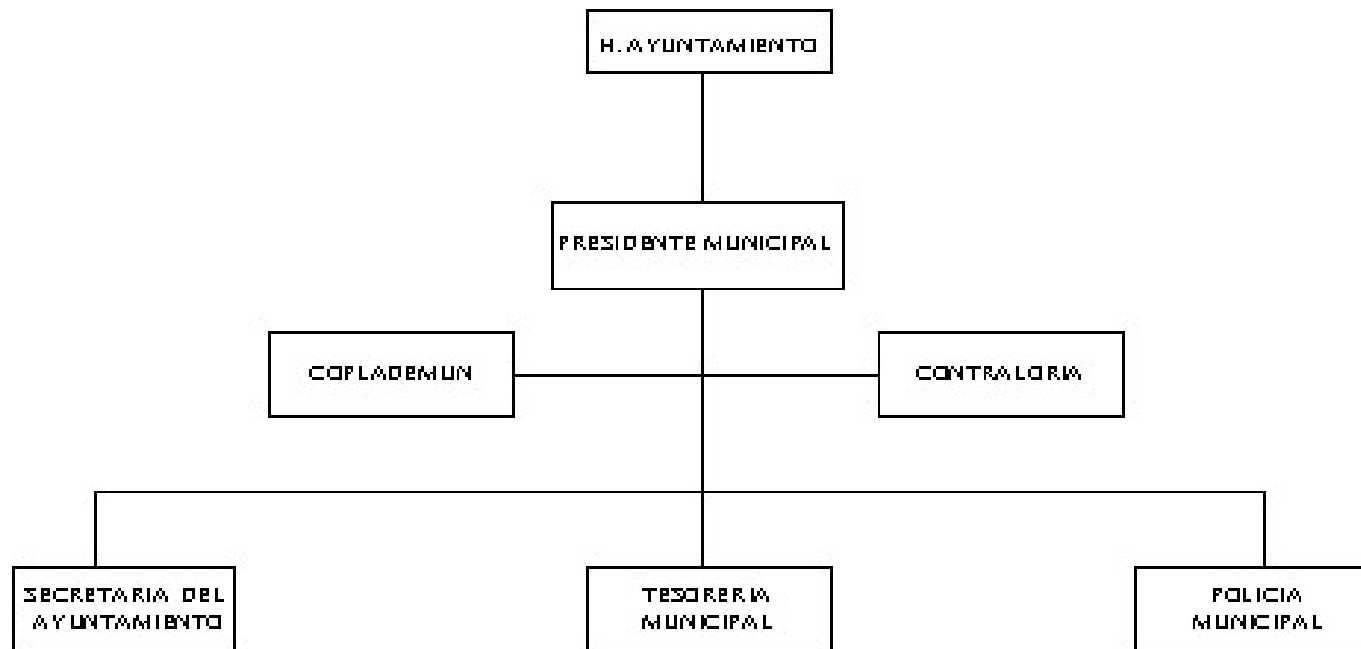 H. AYUNTAMIENTO
PRESIDENTE MUNICIPAL
COPLADEMUN
CONTRALORIA
SECRETARIA DEL
AYUNTAMIENTO
TESORERIA
MUNICIPAL
POLICIA
MUNICIPAL